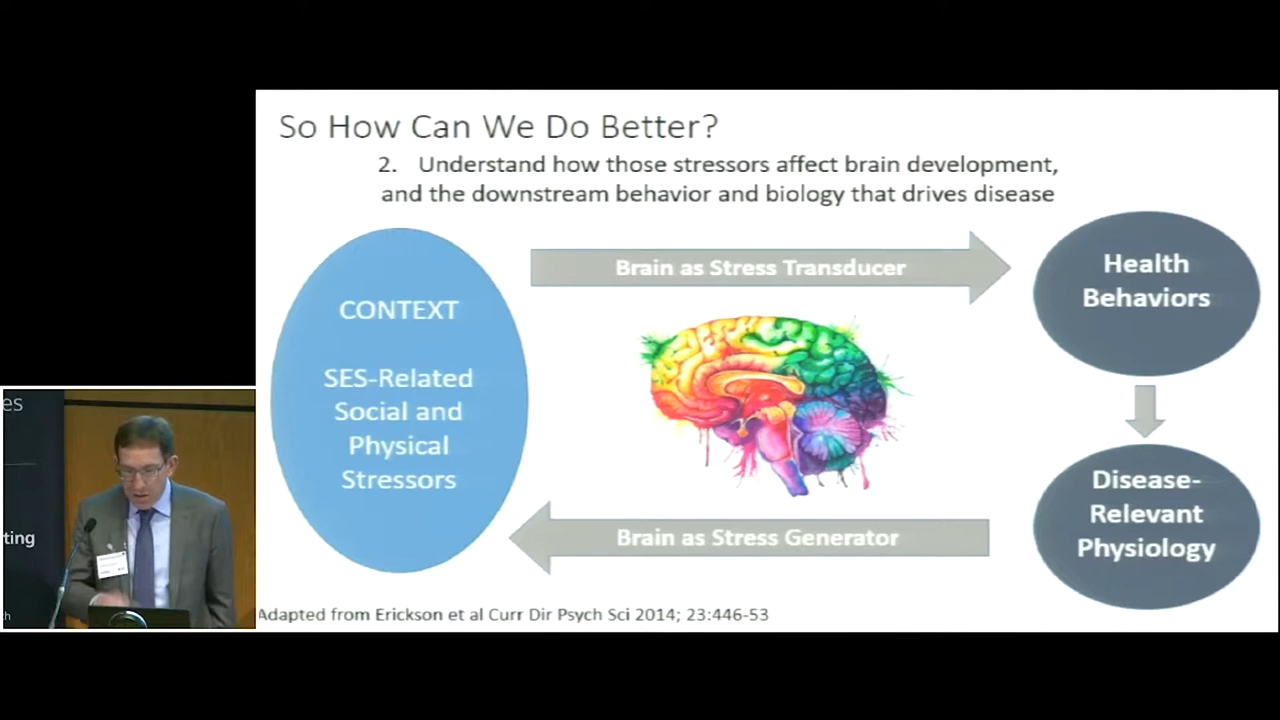 So How Can We Do Better?
2. Understand how those stressors affect brain development,
and the downstream behavior and biology that drives disease
Brain as Stress Transducer
Health
Behaviors
CONTEXT
SES-Related
Social and
Physical
Stressors
Disease-
Relevant
Physiology
Brain as Stress Generator
Adapted from Erickson et al Curr Dir Psych Sci 2014; 23:446-53
es
ting
ch